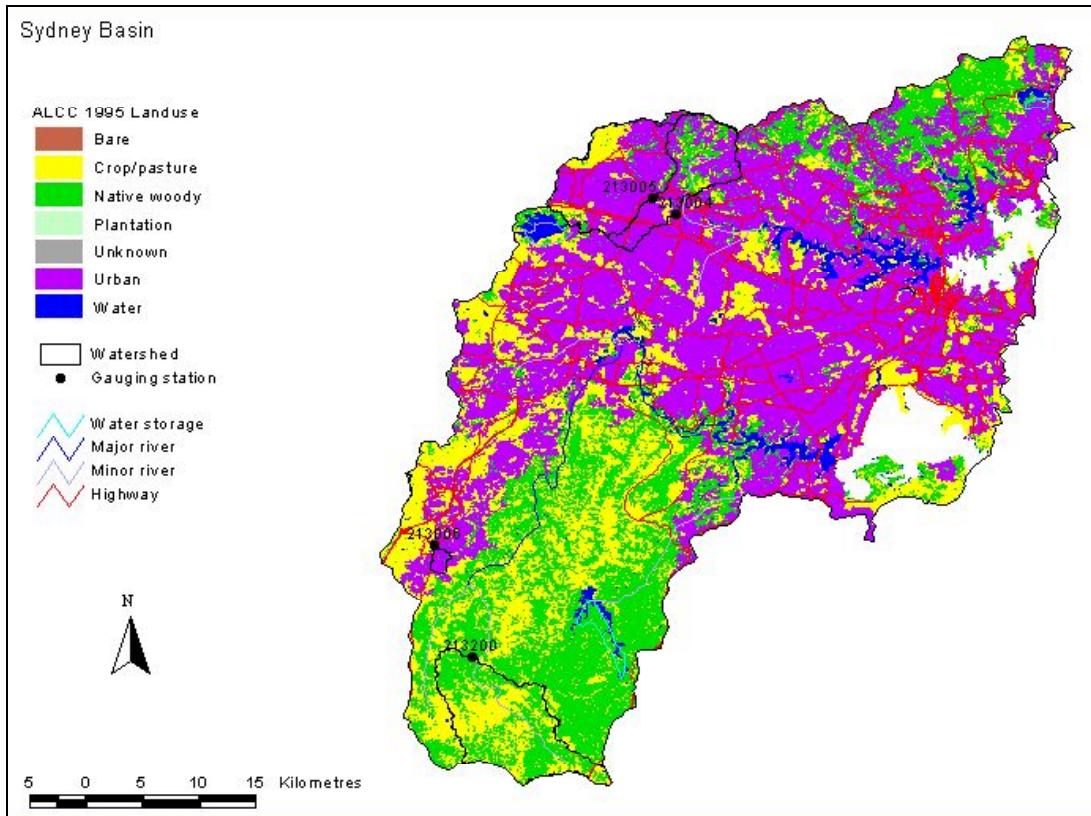 Sydney Basin
ALCC 1995 Landuse
Bare
Crop/pasture
Native woody
Plantation
Unknown
Urban
Water
Watershed
Gauging station
Water storage
Major river
Minor river
Highway
N
5 0 5 10 15 Kilometres
213005
213200